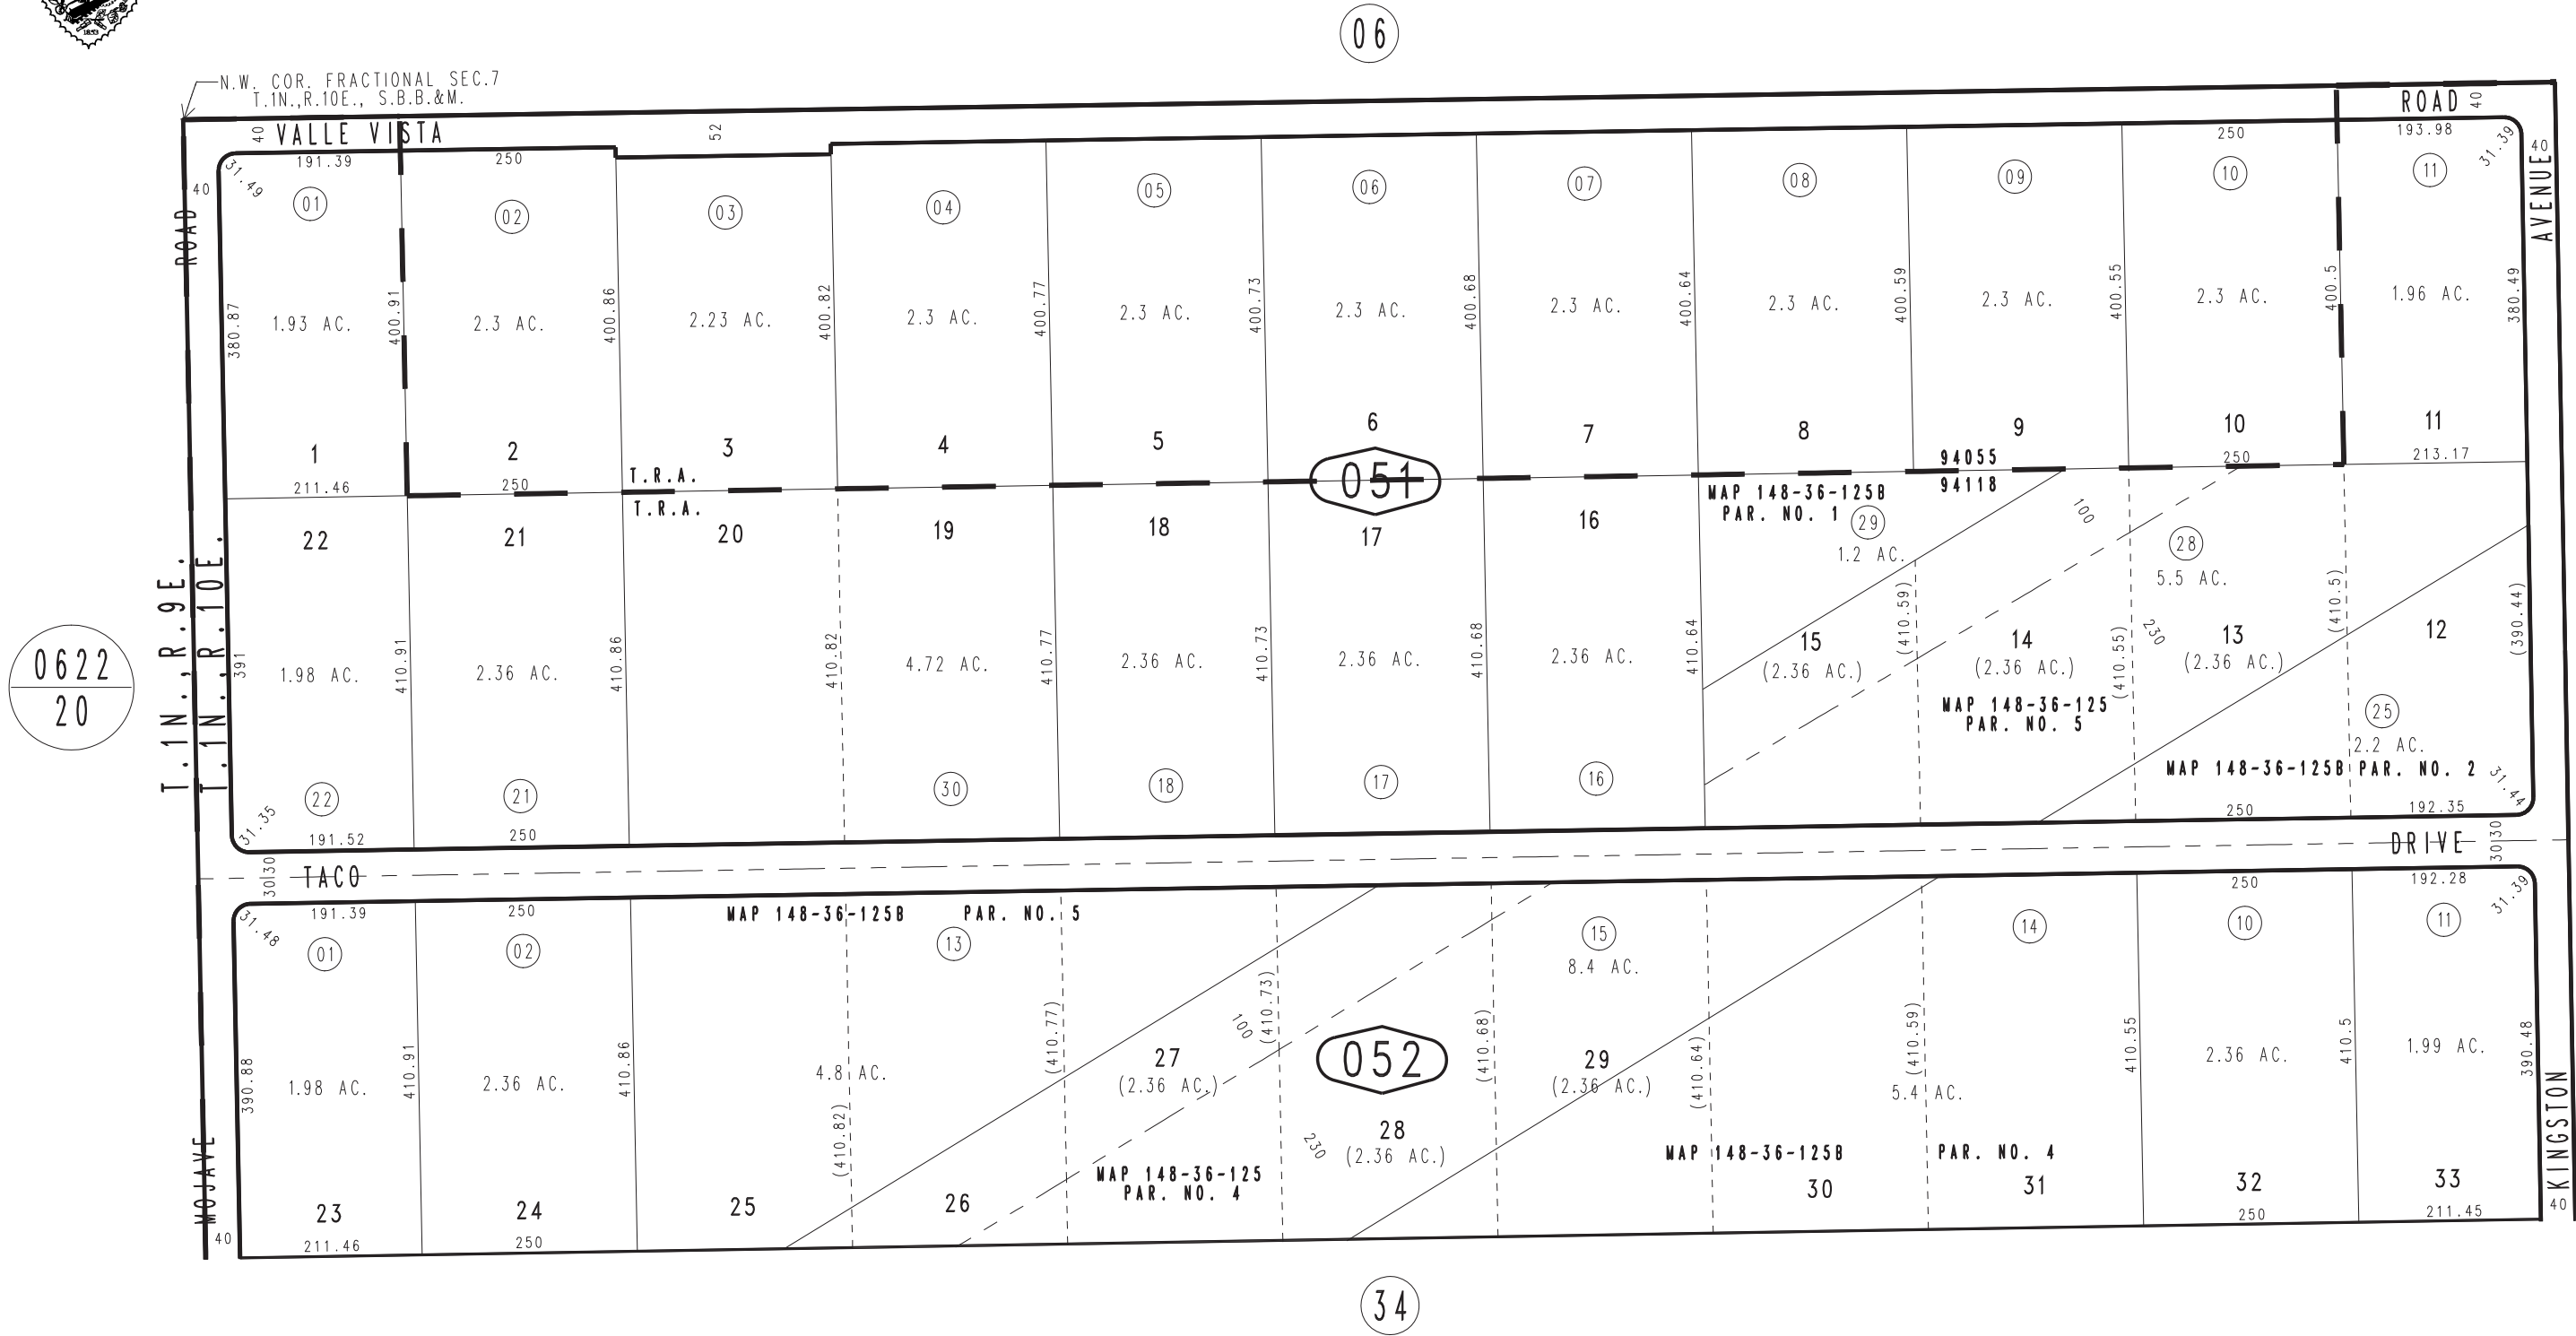 1853
06
N.W. COR. FRACTIONAL SEC.7
T.1N.,R.10E., S.B.B.&M.
40 VALLE VISTA 52 ROAD 40
191.39 250 250 193.98
31.49 31.39
40 40
ROAD AVENUE
01 02 03 04 05 06 07 08 09 10 11
380.87 400.91 400.86 400.82 400.77 400.73 400.68 400.64 400.59 400.55 400.5 380.49
1.93 AC. 2.3 AC. 2.23 AC. 2.3 AC. 2.3 AC. 2.3 AC. 2.3 AC. 2.3 AC. 2.3 AC. 2.3 AC. 1.96 AC.
1 2 3 4 5 6 7 8 9 10 11
211.46 250 T.R.A. 94055 250 213.17
051
T.R.A. 94118
MAP 148-36-125B
PAR. NO. 1 29
1.2 AC.
100
28
5.5 AC.
22 21 20 19 18 17 16
T.1N.,R.9E.
T.1N.,R.10E.
0622
20
391 410.91 410.86 410.82 410.77 410.73 410.68 410.64 (410.59) (410.55) (410.5) (390.44)
1.98 AC. 2.36 AC. 4.72 AC. 2.36 AC. 2.36 AC. 2.36 AC.
15 14 13 12
(2.36 AC.) (2.36 AC.) (2.36 AC.)
230
MAP 148-36-125
PAR. NO. 5
25
2.2 AC.
MAP 148-36-125B PAR. NO. 2
22 21 30 18 17 16
31.35 31.44
191.52 250 250 192.35
30 30 TACO DRIVE 30 30
191.39 250 250 192.28
31.48 31.39
MAP 148-36-125B PAR. NO. 5
01 02 13 15 14 10 11
8.4 AC.
390.88 410.91 410.86 (410.82) (410.77) (410.73) (410.68) (410.64) (410.59) 410.55 410.5 390.48
100
052
1.98 AC. 2.36 AC. 4.8 AC. 5.4 AC. 2.36 AC. 1.99 AC.
27 29
(2.36 AC.) (2.36 AC.)
28
(2.36 AC.)
230
MAP 148-36-125
PAR. NO. 4
MAP 148-36-125B PAR. NO. 4
23 24 25 26 30 31 32 33
211.46 250 250 211.45
MOJAVE KINGSTON
40 40
34